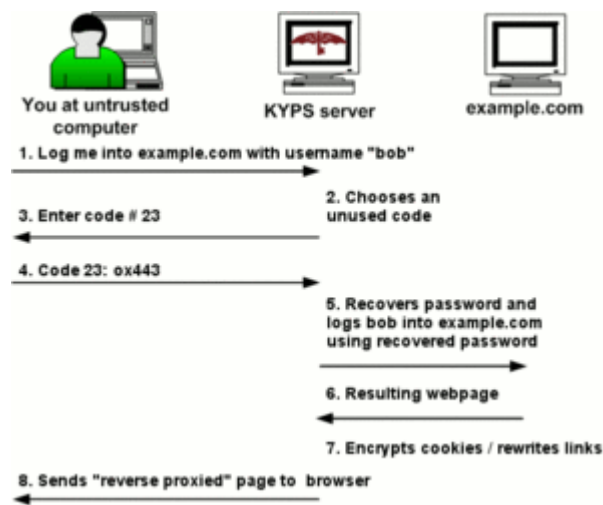 You at untrusted
computer
KYPS server
example.com
1. Log me into example.com with username "bob"
2. Chooses an
unused code
3. Enter code # 23
4. Code 23: ox443
5. Recovers password and
logs bob into example.com
using recovered password
6. Resulting webpage
7. Encrypts cookies / rewrites links
8. Sends "reverse proxied" page to browser